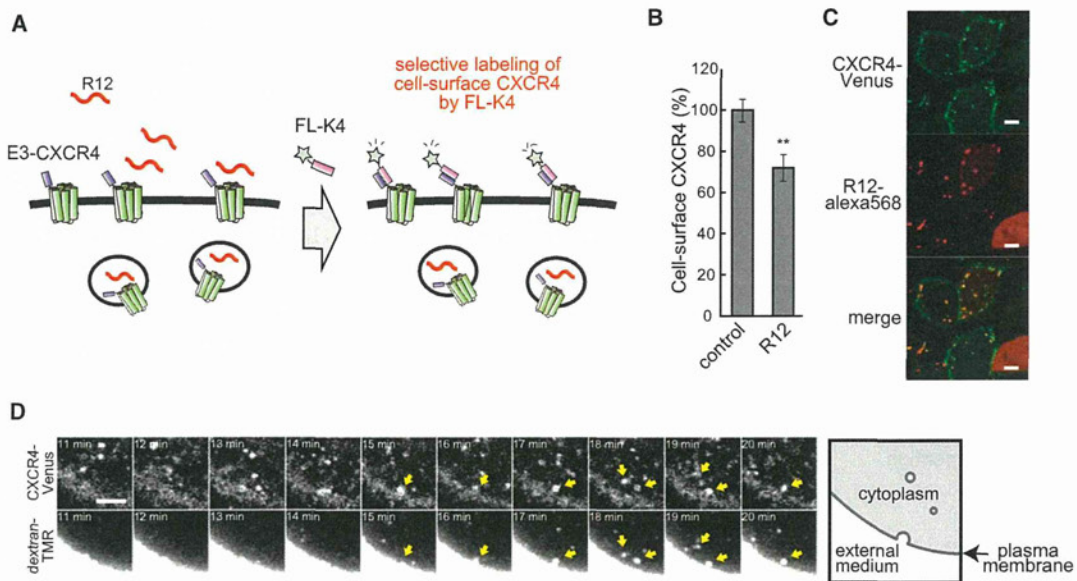 A
R12
E3-CXCR4
FL-K4
selective labeling of
cell-surface CXCR4
by FL-K4
B
Cell-surface CXCR4 (%)
120
100
80
60
40
20
0
**
control
R12
C
CXCR4-
Venus
R12-
alexa568
merge
D
CXCR4-
Venus
11 min
12 min
13 min
14 min
15 min
16 min
17 min
18 min
19 min
20 min
dextran-
TMR
11 min
12 min
13 min
14 min
15 min
16 min
17 min
18 min
19 min
20 min
cytoplasm
external
medium
plasma
membrane